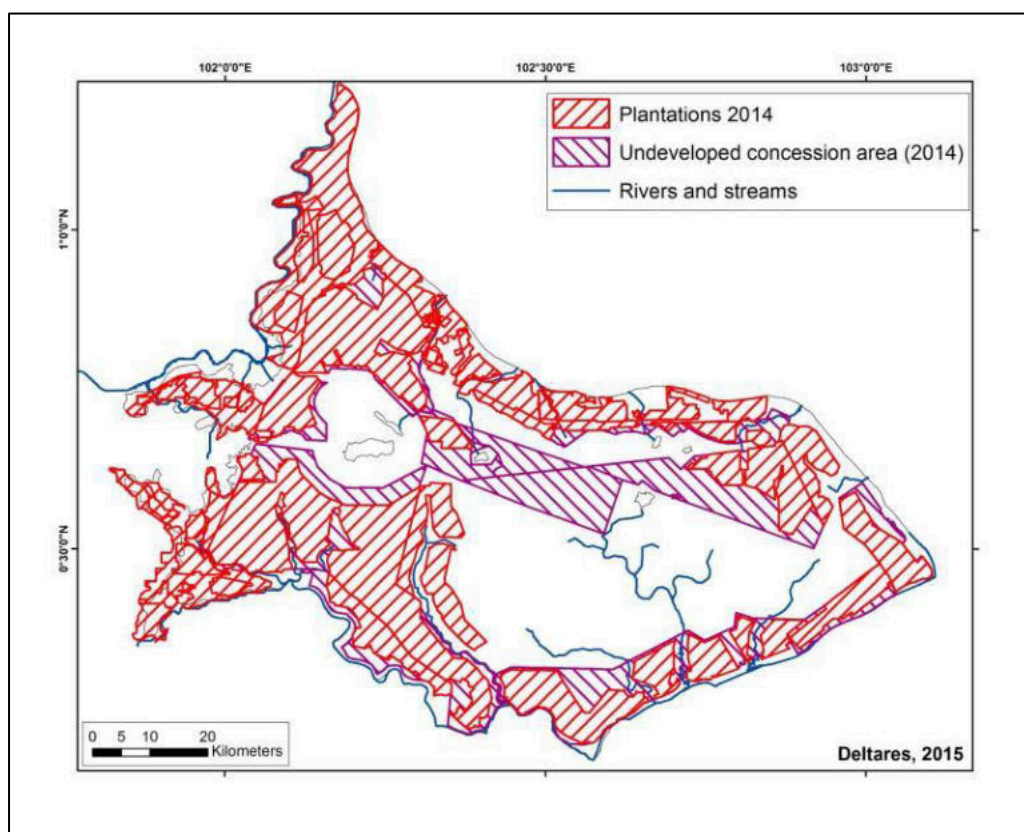 102°0'0"E 102°30'0"E 103°0'0"E
Plantations 2014
Undeveloped concession area (2014)
Rivers and streams
1°0'0"N
0°30'0"N
0 5 10 20
Kilometers
Deltares, 2015